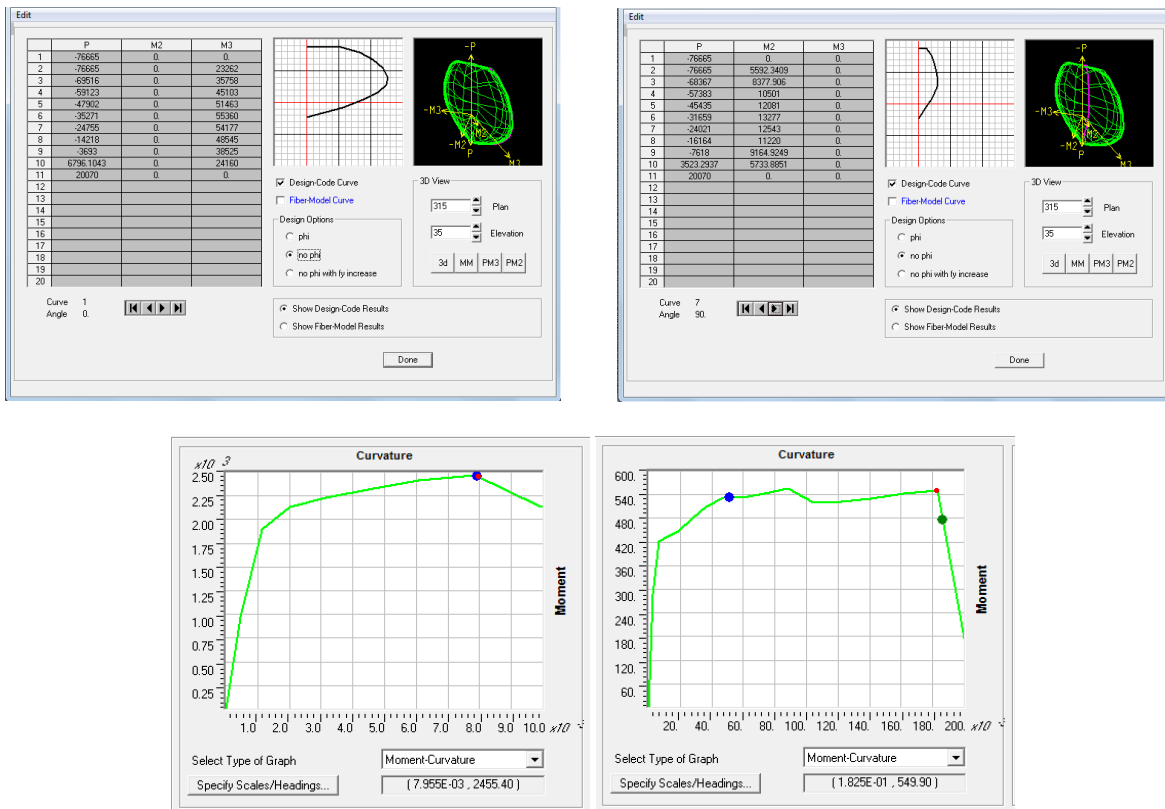 Edit
P M2 M3
1 -76665 0. 0.
2 -76665 0. 23262
3 -69516 0. 35758
4 -59123 0. 45103
5 -47902 0. 51463
6 -35271 0. 55360
7 -24755 0. 54177
8 -14218 0. 48545
9 -3693 0. 38525
10 6796.1043 0. 24160
11 20070 0. 0.
12
13
14
15
16
17
18
19
20
Curve 1
Angle 0.
-P
-M3
M2
-M2
P
M3
Design-Code Curve
Fiber-Model Curve
Design Options
phi
no phi
no phi with fy increase
3D View
315 Plan
35 Elevation
3d MM PM3 PM2
Show Design-Code Results
Show Fiber-Model Results
Done
Edit
P M2 M3
1 -76665 0. 0.
2 -76665 5592.3409 0.
3 -68367 8377.906 0.
4 -57383 10501 0.
5 -45435 12081 0.
6 -31659 13277 0.
7 -24021 12543 0.
8 -16164 11220 0.
9 -7618 9164.9249 0.
10 3523.2937 5733.8851 0.
11 20070 0. 0.
12
13
14
15
16
17
18
19
20
Curve 7
Angle 90.
-P
-M3
M2
-M2
P
M3
Design-Code Curve
Fiber-Model Curve
Design Options
phi
no phi
no phi with fy increase
3D View
315 Plan
35 Elevation
3d MM PM3 PM2
Show Design-Code Results
Show Fiber-Model Results
Done
Curvature
x10 3
2.50
2.25
2.00
1.75
1.50
1.25
1.00
0.75
0.50
0.25
1.0 2.0 3.0 4.0 5.0 6.0 7.0 8.0 9.0 10.0 x10
Moment
Select Type of Graph Moment-Curvature
Specify Scales/Headings... ( 7.955E-03 , 2455.40 )
Curvature
600.
540.
480.
420.
360.
300.
240.
180.
120.
60.
20. 40. 60. 80. 100. 120. 140. 160. 180. 200. x10
Moment
Select Type of Graph Moment-Curvature
Specify Scales/Headings... ( 1.825E-01 , 549.90 )